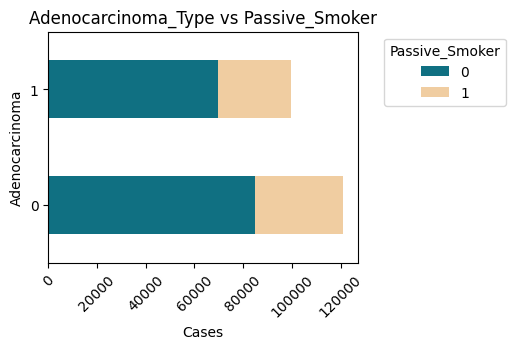 Adenocarcinoma_Type vs Passive_Smoker
Passive_Smoker
0
1
Adenocarcinoma
1
0
0
20000
40000
60000
80000
100000
120000
Cases